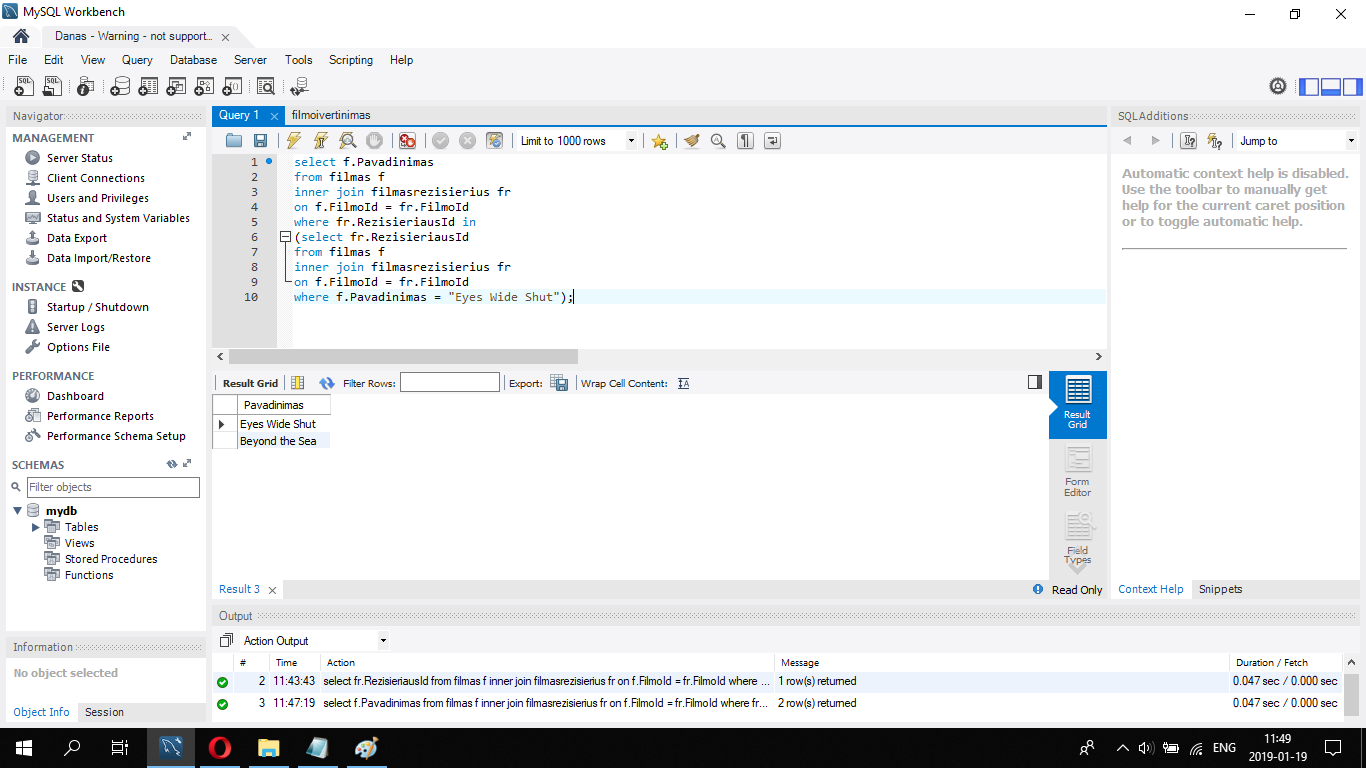 MySQL Workbench
Danas - Warning - not support...
File Edit View Query Database Server Tools Scripting Help
Navigator
MANAGEMENT
Server Status
Client Connections
Users and Privileges
Status and System Variables
Data Export
Data Import/Restore
INSTANCE
Startup / Shutdown
Server Logs
Options File
PERFORMANCE
Dashboard
Performance Reports
Performance Schema Setup
SCHEMAS
Filter objects
mydb
Tables
Views
Stored Procedures
Functions
Information
No object selected
Object Info Session
Query 1 filmoivertinimas
Limit to 1000 rows
1 select f.Pavadinimas
2 from filmas f
3 inner join filmasrezisierius fr
4 on f.FilmoId = fr.FilmoId
5 where fr.RezisieriausId in
6 (select fr.RezisieriausId
7 from filmas f
8 inner join filmasrezisierius fr
9 on f.FilmoId = fr.FilmoId
10 where f.Pavadinimas = "Eyes Wide Shut");
Result Grid Filter Rows: Export: Wrap Cell Content:
Pavadinimas
Eyes Wide Shut
Beyond the Sea
Result
Grid
Form
Editor
Field
Types
Result 3 Read Only
SQLAdditions
Jump to
Automatic context help is disabled.
Use the toolbar to manually get
help for the current caret position
or to toggle automatic help.
Context Help Snippets
Output
Action Output
# Time Action Message Duration / Fetch
2 11:43:43 select fr.RezisieriausId from filmas f inner join filmasrezisierius fr on f.FilmoId = fr.FilmoId where ... 1 row(s) returned 0.047 sec / 0.000 sec
3 11:47:19 select f.Pavadinimas from filmas f inner join filmasrezisierius fr on f.FilmoId = fr.FilmoId where fr... 2 row(s) returned 0.047 sec / 0.000 sec
ENG
11:49
2019-01-19